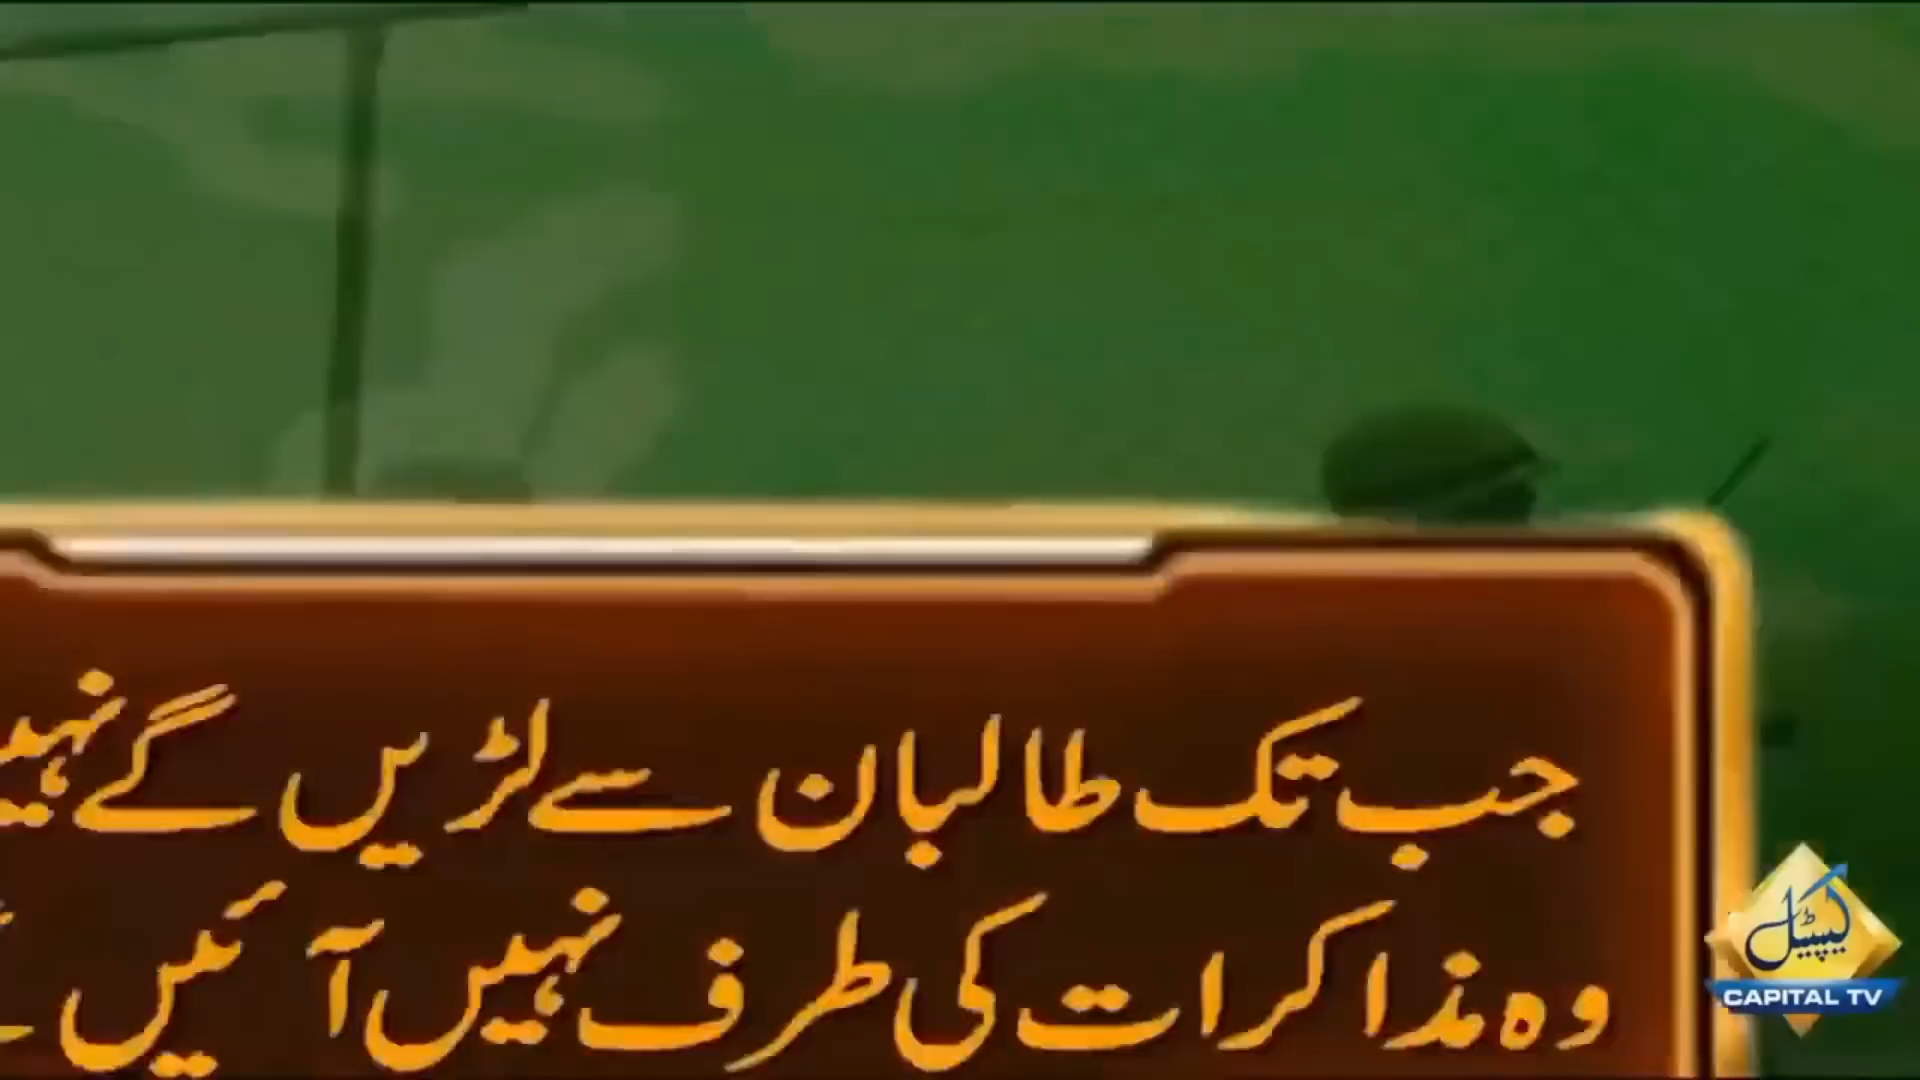 جب تک طالبان سے لڑیں گے
وہ مذاکرات کی طرف نہیں آئیں
کیپیٹل
CAPITAL TV